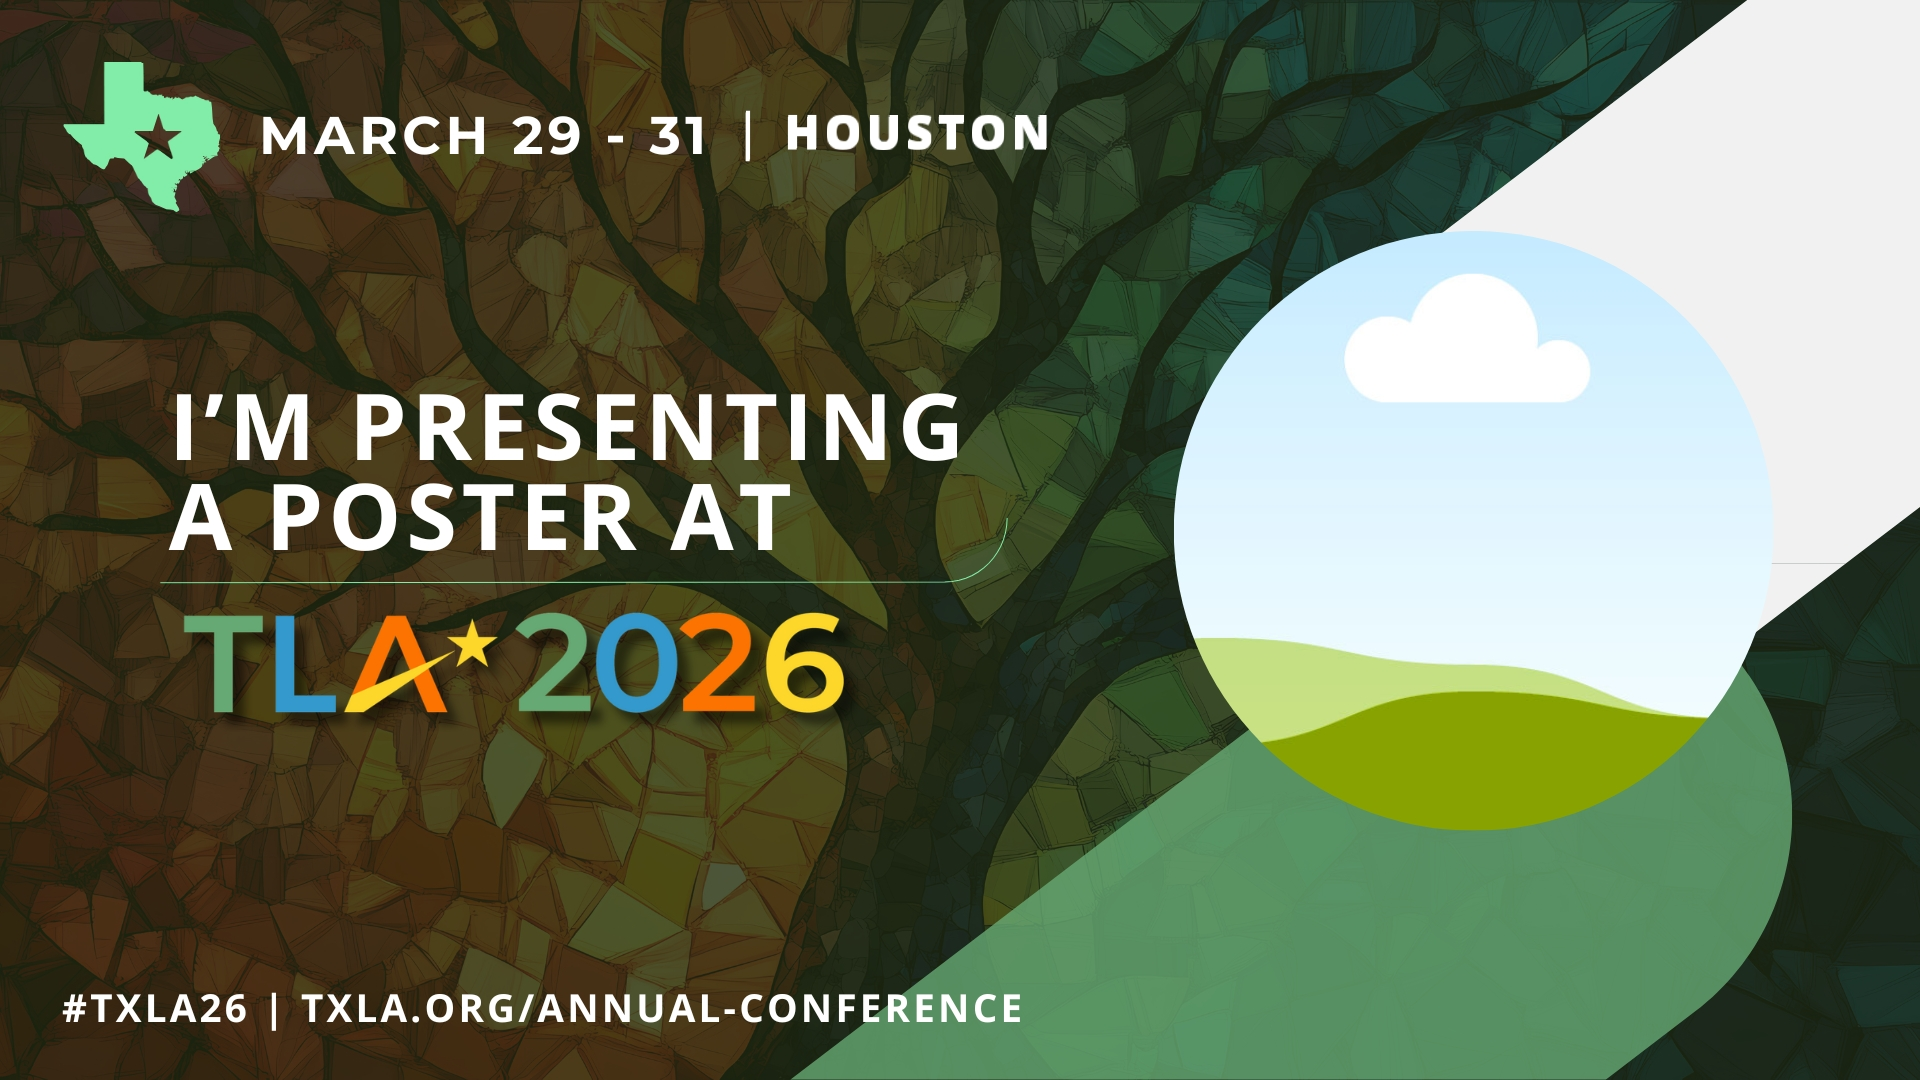 MARCH 29 - 31 | HOUSTON
I’M PRESENTING
A POSTER AT
TLA 2026
#TXLA26 | TXLA.ORG/ANNUAL-CONFERENCE